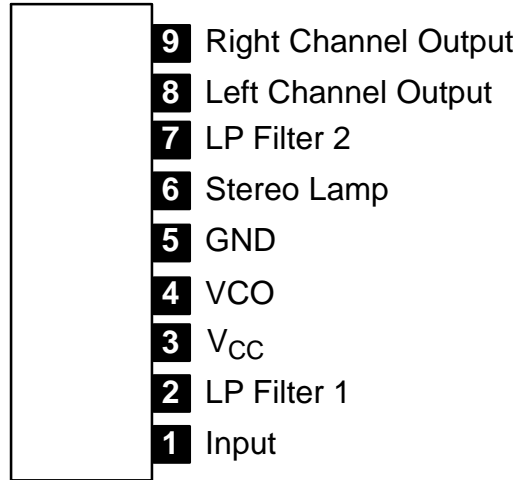 9 Right Channel Output
8 Left Channel Output
7 LP Filter 2
6 Stereo Lamp
5 GND
4 VCO
3 VCC
2 LP Filter 1
1 Input